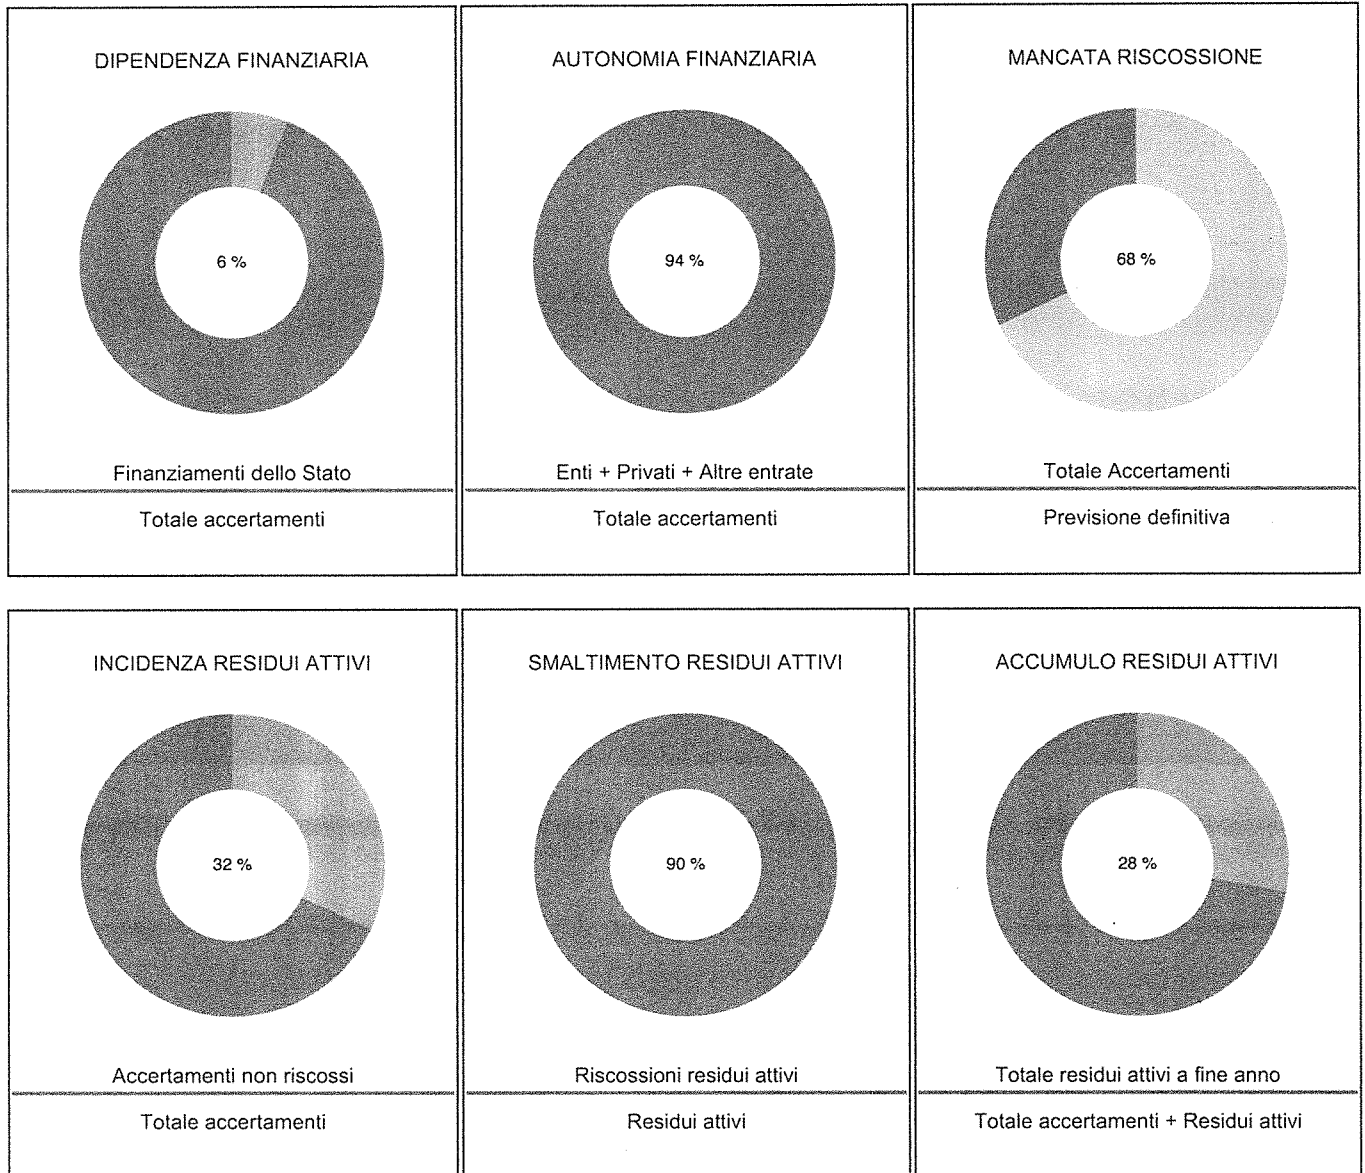 DIPENDENZA FINANZIARIA
6 %
Finanziamenti dello Stato
Totale accertamenti
AUTONOMIA FINANZIARIA
94 %
Enti + Privati + Altre entrate
Totale accertamenti
MANCATA RISCOSSIONE
68 %
Totale Accertamenti
Previsione definitiva
INCIDENZA RESIDUI ATTIVI
32 %
Accertamenti non riscossi
Totale accertamenti
SMALTIMENTO RESIDUI ATTIVI
90 %
Riscossioni residui attivi
Residui attivi
ACCUMULO RESIDUI ATTIVI
28 %
Totale residui attivi a fine anno
Totale accertamenti + Residui attivi